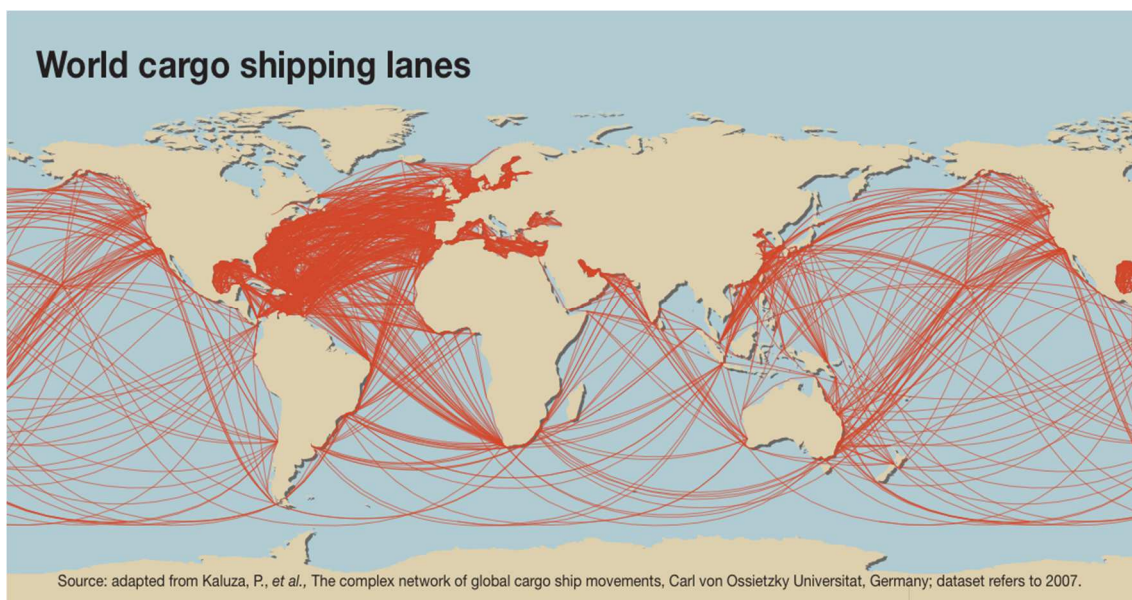 World cargo shipping lanes
Source: adapted from Kaluza, P., et al., The complex network of global cargo ship movements, Carl von Ossietzky Universitat, Germany; dataset refers to 2007.